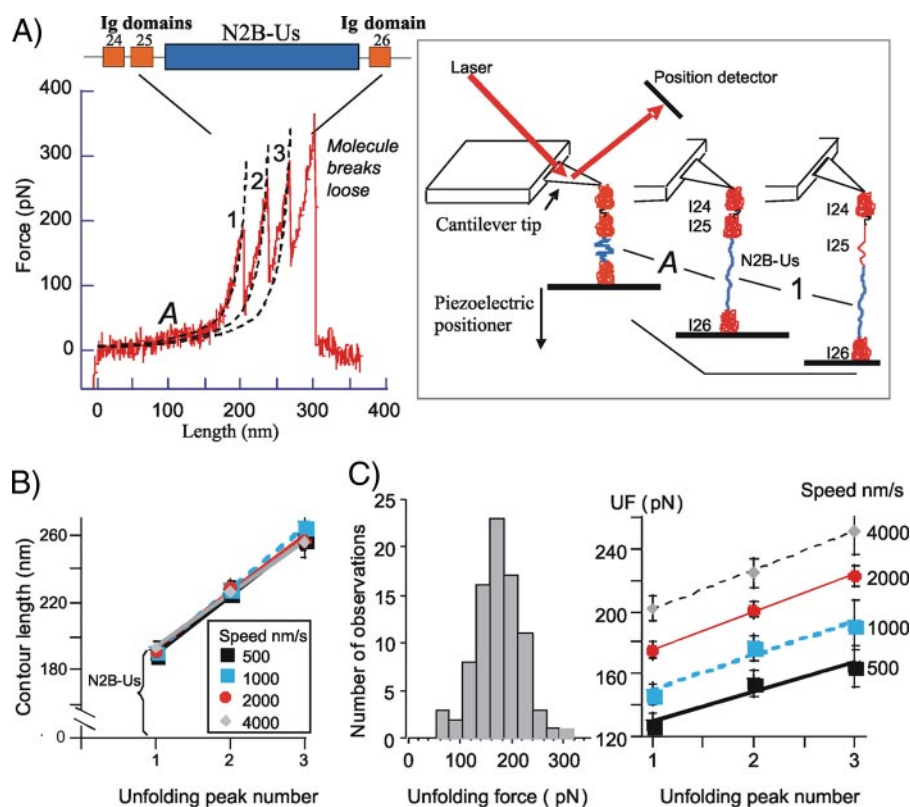 A)
Ig domains
24 25
N2B-Us
Ig domain
26
400
300
200
100
0
Force (pN)
A
1
2
3
Molecule
breaks
loose
0 100 200 300 400
Length (nm)
Laser
Position detector
Cantilever tip
Piezoelectric
positioner
A
1
I24
I25
N2B-Us
I26
I24
I25
I26
B)
260
220
180
0
Contour length (nm)
N2B-Us
Speed nm/s
500
1000
2000
4000
1 2 3
Unfolding peak number
C)
25
20
15
10
5
0
Number of observations
0 100 200 300
Unfolding force ( pN)
UF (pN)
Speed nm/s
240
200
160
120
4000
2000
1000
500
1 2 3
Unfolding peak number